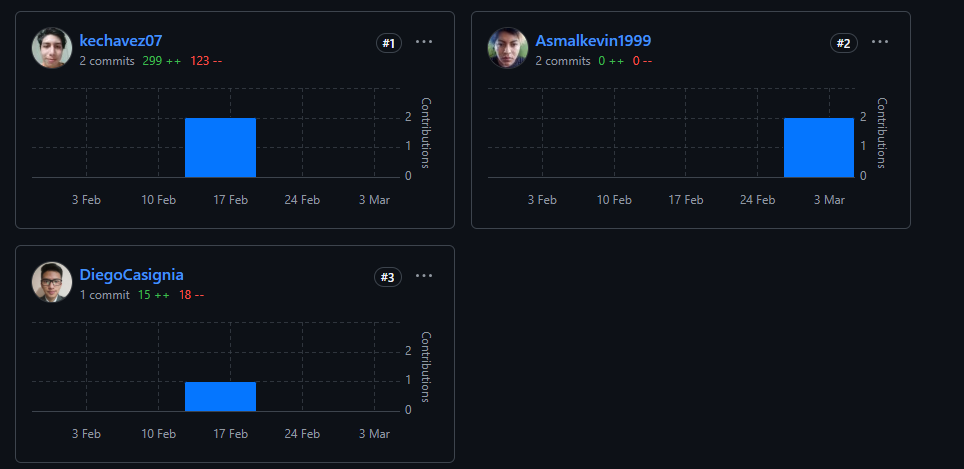 kechavez07
#1
2 commits 299 ++ 123 --
2
1
0
Contributions
3 Feb 10 Feb 17 Feb 24 Feb 3 Mar
Asmalkevin1999
#2
2 commits 0 ++ 0 --
2
1
0
Contributions
3 Feb 10 Feb 17 Feb 24 Feb 3 Mar
DiegoCasignia
#3
1 commit 15 ++ 18 --
2
1
0
Contributions
3 Feb 10 Feb 17 Feb 24 Feb 3 Mar